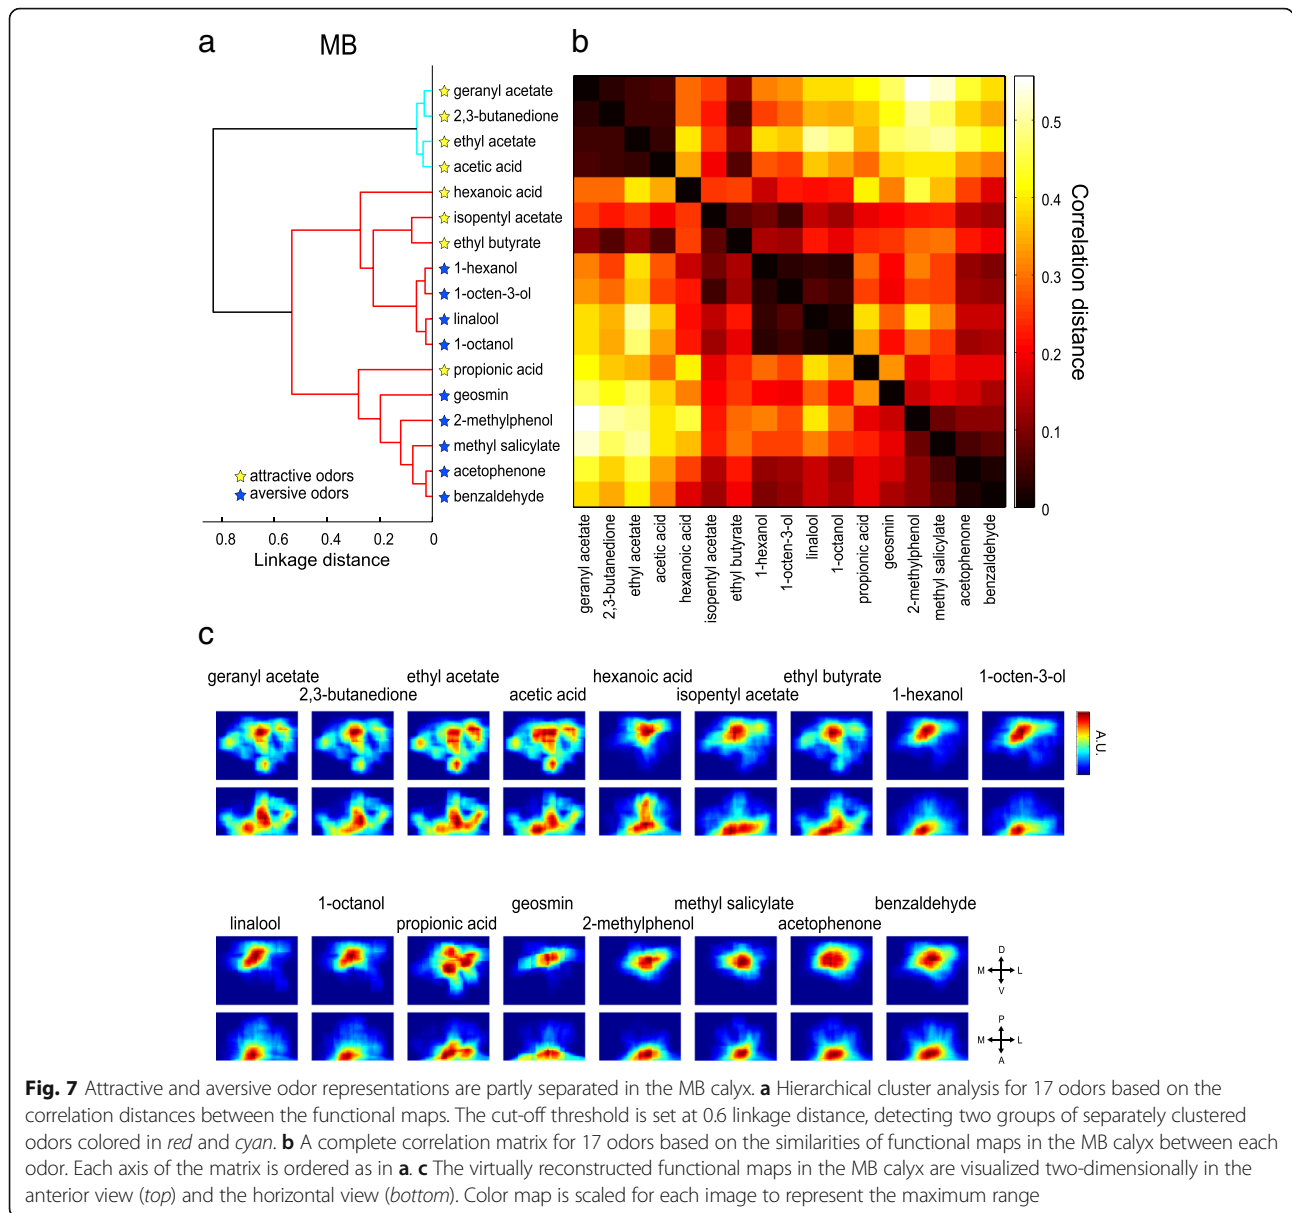 a
MB
geranyl acetate
2,3-butanedione
ethyl acetate
acetic acid
hexanoic acid
isopentyl acetate
ethyl butyrate
1-hexanol
1-octen-3-ol
linalool
1-octanol
propionic acid
geosmin
2-methylphenol
methyl salicylate
acetophenone
benzaldehyde
attractive odors
aversive odors
0.8 0.6 0.4 0.2 0
Linkage distance
b
0.5
0.4
0.3
0.2
0.1
0
Correlation distance
geranyl acetate
2,3-butanedione
ethyl acetate
acetic acid
hexanoic acid
isopentyl acetate
ethyl butyrate
1-hexanol
1-octen-3-ol
linalool
1-octanol
propionic acid
geosmin
2-methylphenol
methyl salicylate
acetophenone
benzaldehyde
c
geranyl acetate ethyl acetate hexanoic acid ethyl butyrate 1-octen-3-ol
2,3-butanedione acetic acid isopentyl acetate 1-hexanol
A.U.
1-octanol geosmin methyl salicylate benzaldehyde
linalool propionic acid 2-methylphenol acetophenone
D
M L
V
P
M L
A
Fig. 7 Attractive and aversive odor representations are partly separated in the MB calyx. a Hierarchical cluster analysis for 17 odors based on the
correlation distances between the functional maps. The cut-off threshold is set at 0.6 linkage distance, detecting two groups of separately clustered
odors colored in red and cyan. b A complete correlation matrix for 17 odors based on the similarities of functional maps in the MB calyx between each
odor. Each axis of the matrix is ordered as in a. c The virtually reconstructed functional maps in the MB calyx are visualized two-dimensionally in the
anterior view (top) and the horizontal view (bottom). Color map is scaled for each image to represent the maximum range